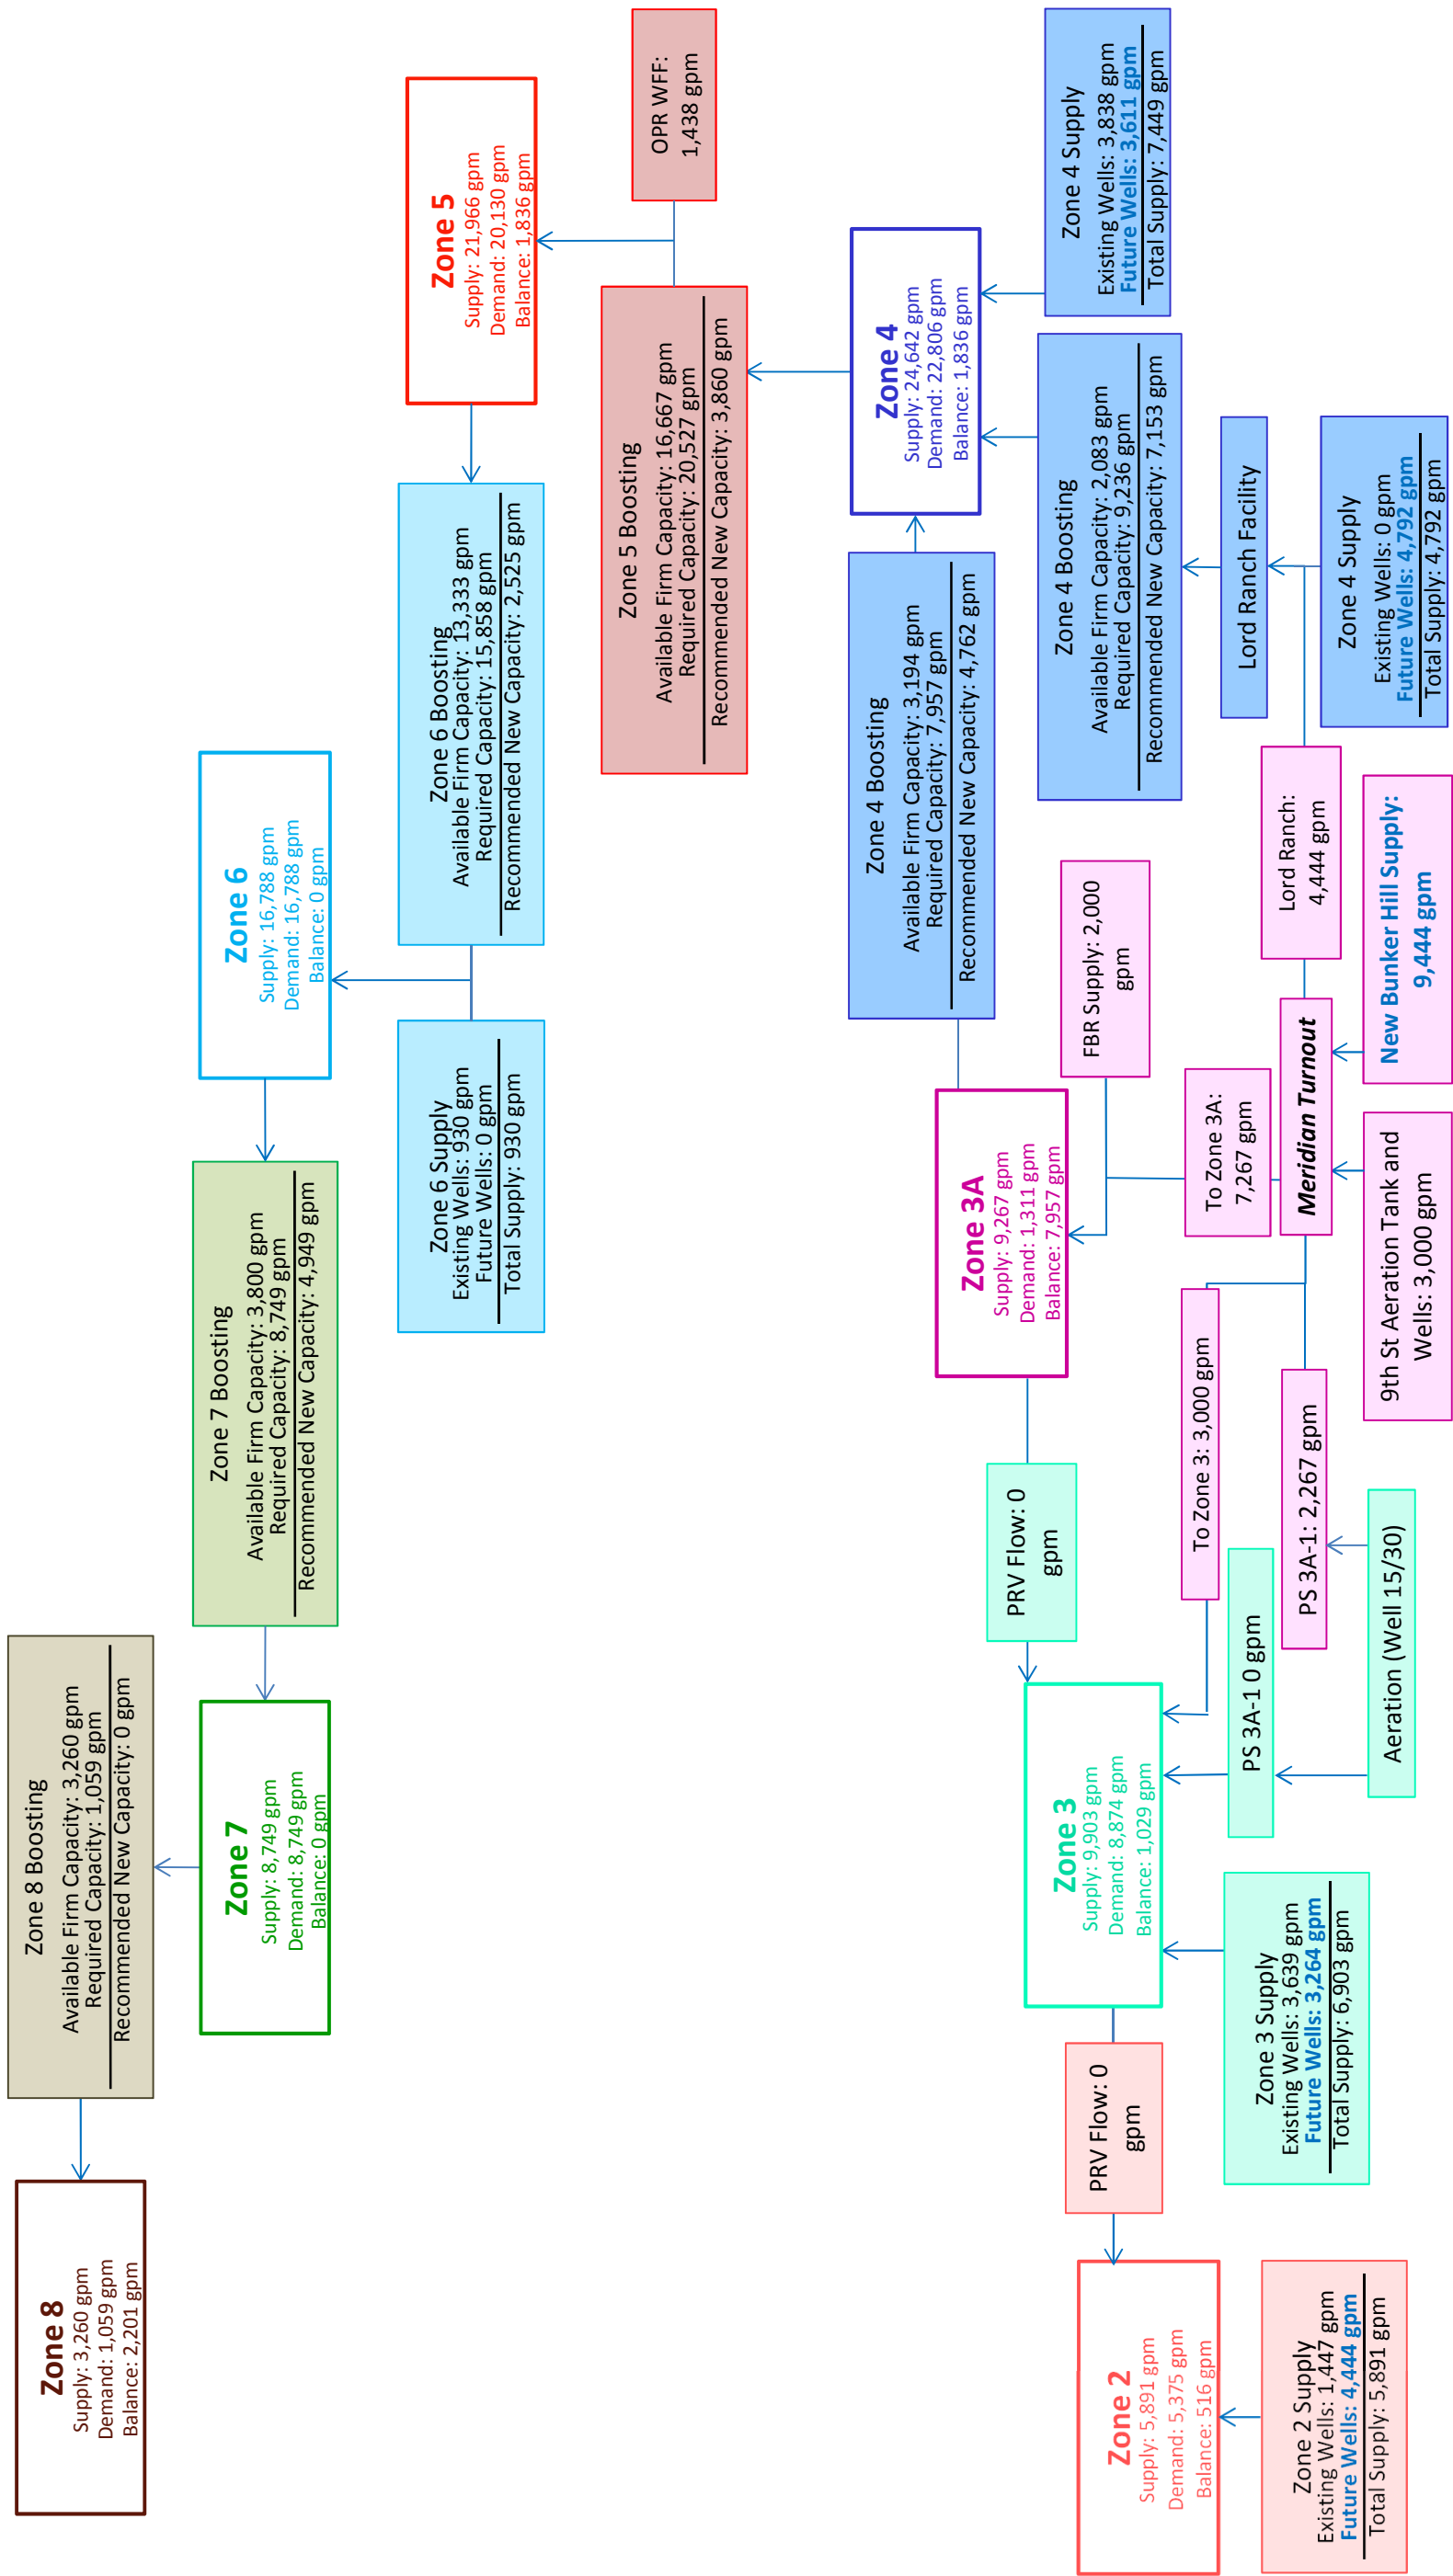 Zone 8
Supply: 3,260 gpm
Demand: 1,059 gpm
Balance: 2,201 gpm
Zone 8 Boosting
Available Firm Capacity: 3,260 gpm
Required Capacity: 1,059 gpm
Recommended New Capacity: 0 gpm
Zone 7
Supply: 8,749 gpm
Demand: 8,749 gpm
Balance: 0 gpm
Zone 7 Boosting
Available Firm Capacity: 3,800 gpm
Required Capacity: 8,749 gpm
Recommended New Capacity: 4,949 gpm
Zone 6
Supply: 16,788 gpm
Demand: 16,788 gpm
Balance: 0 gpm
Zone 6 Supply
Existing Wells: 930 gpm
Future Wells: 0 gpm
Total Supply: 930 gpm
Zone 6 Boosting
Available Firm Capacity: 13,333 gpm
Required Capacity: 15,858 gpm
Recommended New Capacity: 2,525 gpm
Zone 5
Supply: 21,966 gpm
Demand: 20,130 gpm
Balance: 1,836 gpm
Zone 5 Boosting
Available Firm Capacity: 16,667 gpm
Required Capacity: 20,527 gpm
Recommended New Capacity: 3,860 gpm
OPR WFF:
1,438 gpm
Zone 4 Boosting
Available Firm Capacity: 3,194 gpm
Required Capacity: 7,957 gpm
Recommended New Capacity: 4,762 gpm
Zone 4
Supply: 24,642 gpm
Demand: 22,806 gpm
Balance: 1,836 gpm
Zone 3A
Supply: 9,267 gpm
Demand: 1,311 gpm
Balance: 7,957 gpm
PRV Flow: 0
gpm
Zone 3
Supply: 9,903 gpm
Demand: 8,874 gpm
Balance: 1,029 gpm
PRV Flow: 0
gpm
Zone 2
Supply: 5,891 gpm
Demand: 5,375 gpm
Balance: 516 gpm
FBR Supply: 2,000
gpm
Zone 4 Boosting
Available Firm Capacity: 2,083 gpm
Required Capacity: 9,236 gpm
Recommended New Capacity: 7,153 gpm
Zone 4 Supply
Existing Wells: 3,838 gpm
Future Wells: 3,611 gpm
Total Supply: 7,449 gpm
To Zone 3: 3,000 gpm
To Zone 3A:
7,267 gpm
Lord Ranch Facility
Zone 2 Supply
Existing Wells: 1,447 gpm
Future Wells: 4,444 gpm
Total Supply: 5,891 gpm
Zone 3 Supply
Existing Wells: 3,639 gpm
Future Wells: 3,264 gpm
Total Supply: 6,903 gpm
PS 3A-1 0 gpm
PS 3A-1: 2,267 gpm
Meridian Turnout
Lord Ranch:
4,444 gpm
Zone 4 Supply
Existing Wells: 0 gpm
Future Wells: 4,792 gpm
Total Supply: 4,792 gpm
Aeration (Well 15/30)
9th St Aeration Tank and
Wells: 3,000 gpm
New Bunker Hill Supply:
9,444 gpm